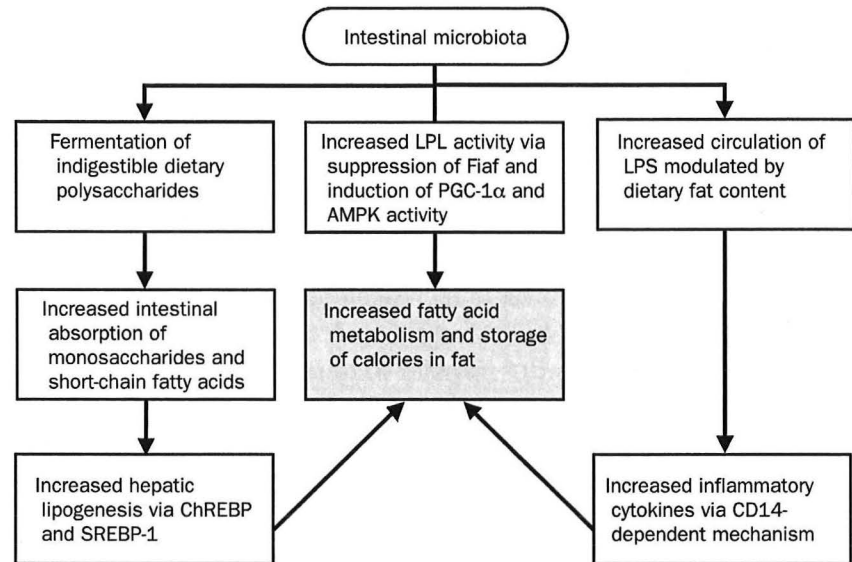 Intestinal microbiota
Fermentation of
indigestible dietary
polysaccharides
Increased LPL activity via
suppression of Fiaf and
induction of PGC-1α and
AMPK activity
Increased circulation of
LPS modulated by
dietary fat content
Increased intestinal
absorption of
monosaccharides and
short-chain fatty acids
Increased fatty acid
metabolism and storage
of calories in fat
Increased hepatic
lipogenesis via ChREBP
and SREBP-1
Increased inflammatory
cytokines via CD14-
dependent mechanism